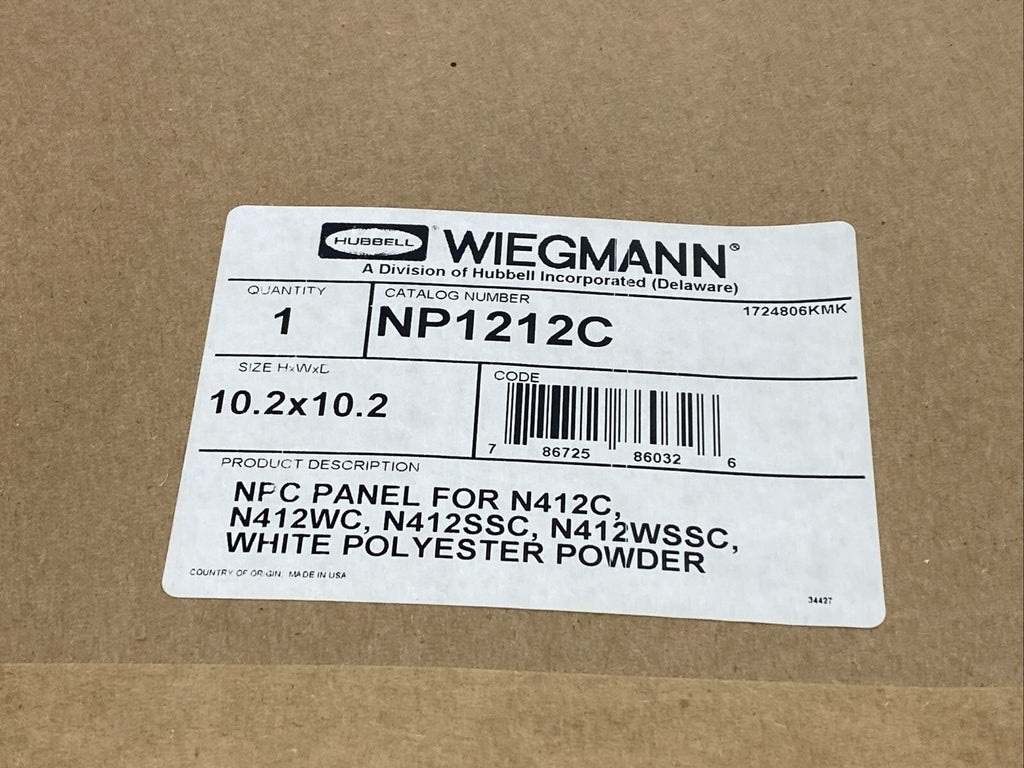 HUBBELL ® WIEGMANN®
A Division of Hubbell Incorporated (Delaware)
QUANTITY
1
CATALOG NUMBER
NP1212C
1724806KMK
SIZE HxWxD
10.2x10.2
CODE
7 86725 86032 6
PRODUCT DESCRIPTION
NPC PANEL FOR N412C,
N412WC, N412SSC, N412WSSC,
WHITE POLYESTER POWDER
COUNTRY OF ORIGIN: MADE IN USA
34427